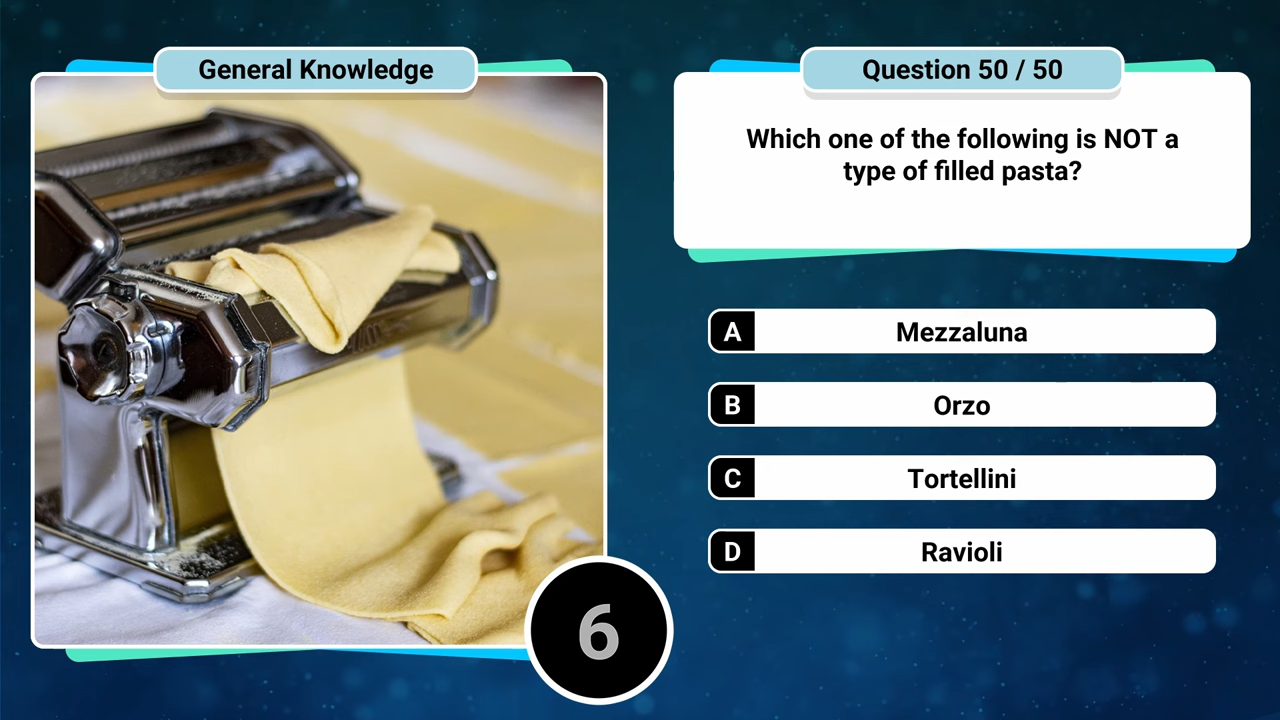 General Knowledge
Question 50 / 50
Which one of the following is NOT a
type of filled pasta?
A Mezzaluna
B Orzo
C Tortellini
D Ravioli
6